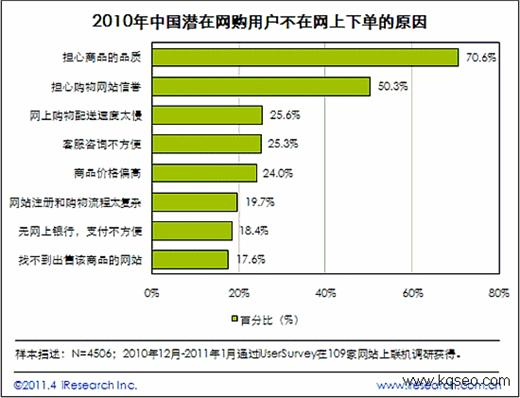 2010年中国潜在网购用户不在网上下单的原因
担心商品的品质 70.6%
担心购物网站信誉 50.3%
网上购物配送速度太慢 25.6%
客服咨询不方便 25.3%
商品价格偏高 24.0%
网站注册和购物流程太复杂 19.7%
无网上银行，支付不方便 18.4%
找不到出售该商品的网站 17.6%
0% 20% 40% 60% 80%
百分比（%）
样本描述：N=4506；2010年12月-2011年1月通过iUserSurvey在109家网站上联机调研获得。
www.kqseo.com
©2011.4 iResearch Inc. www.iresearch.com.cn